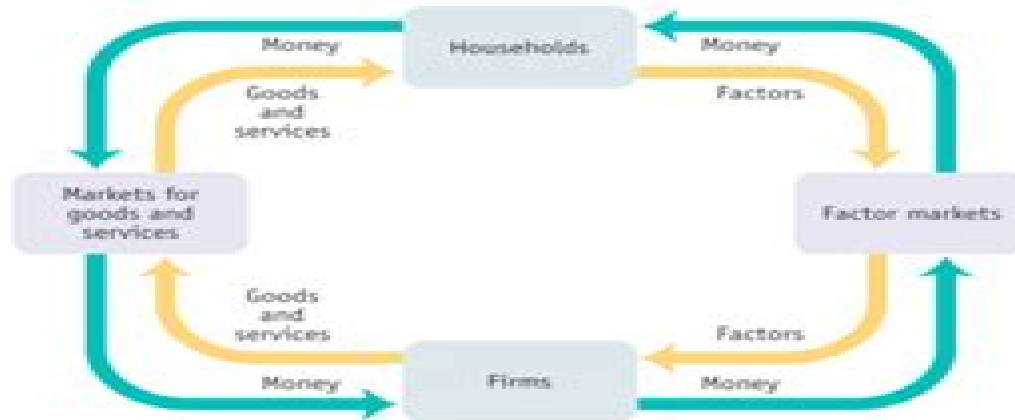 Money
Households
Money
Goods
and
services
Factors
Markets for
goods and
services
Factor markets
Goods
and
services
Factors
Money
Firms
Money